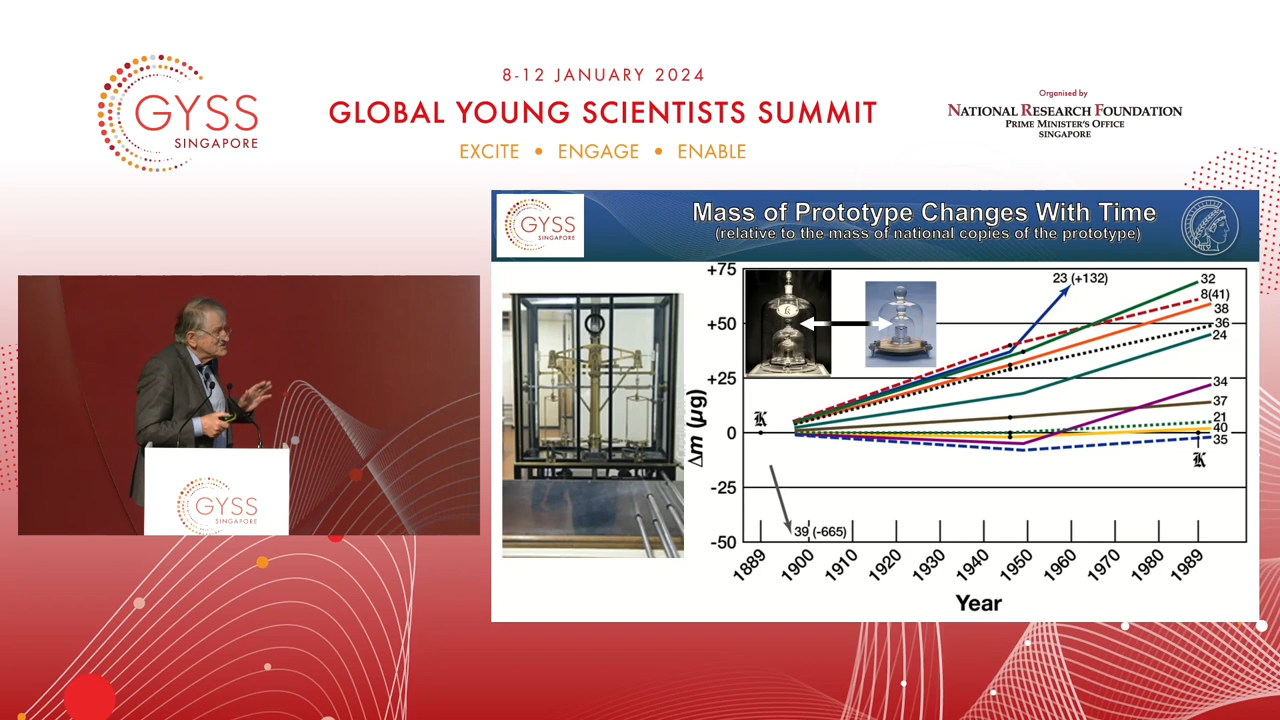 GYSS
SINGAPORE
8-12 JANUARY 2024
GLOBAL YOUNG SCIENTISTS SUMMIT
EXCITE • ENGAGE • ENABLE
Organised by
NATIONAL RESEARCH FOUNDATION
PRIME MINISTER'S OFFICE
SINGAPORE
GYSS
SINGAPORE
Mass of Prototype Changes With Time
(relative to the mass of national copies of the prototype)
+75
+50
+25
0
-25
-50
Δm (µg)
23 (+132)
32
8(41)
38
36
24
34
37
21
40
35
K
K
39 (-665)
1889
1900
1910
1920
1930
1940
1950
1960
1970
1980
1989
Year
GYSS
SINGAPORE